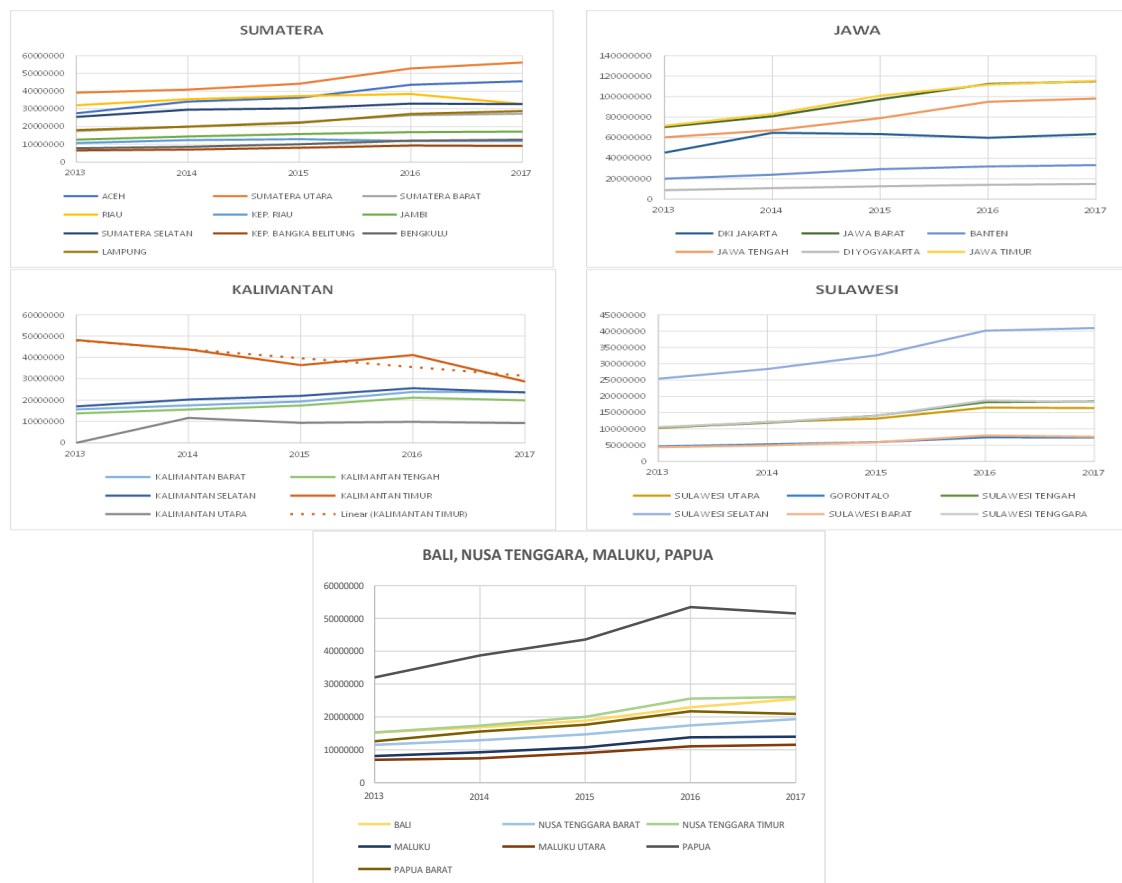 SUMATERA
60000000
50000000
40000000
30000000
20000000
10000000
0
2013 2014 2015 2016 2017
ACEH SUMATERA UTARA SUMATERA BARAT
RIAU KEP. RIAU JAMBI
SUMATERA SELATAN KEP. BANGKA BELITUNG BENGKULU
LAMPUNG
JAWA
140000000
120000000
100000000
80000000
60000000
40000000
20000000
0
2013 2014 2015 2016 2017
DKI JAKARTA JAWA BARAT BANTEN
JAWA TENGAH DI YOGYAKARTA JAWA TIMUR
KALIMANTAN
60000000
50000000
40000000
30000000
20000000
10000000
0
2013 2014 2015 2016 2017
KALIMANTAN BARAT KALIMANTAN TENGAH
KALIMANTAN SELATAN KALIMANTAN TIMUR
KALIMANTAN UTARA Linear (KALIMANTAN TIMUR)
SULAWESI
45000000
40000000
35000000
30000000
25000000
20000000
15000000
10000000
5000000
0
2013 2014 2015 2016 2017
SULAWESI UTARA GORONTALO SULAWESI TENGAH
SULAWESI SELATAN SULAWESI BARAT SULAWESI TENGGARA
BALI, NUSA TENGGARA, MALUKU, PAPUA
60000000
50000000
40000000
30000000
20000000
10000000
0
2013 2014 2015 2016 2017
BALI NUSA TENGGARA BARAT NUSA TENGGARA TIMUR
MALUKU MALUKU UTARA PAPUA
PAPUA BARAT